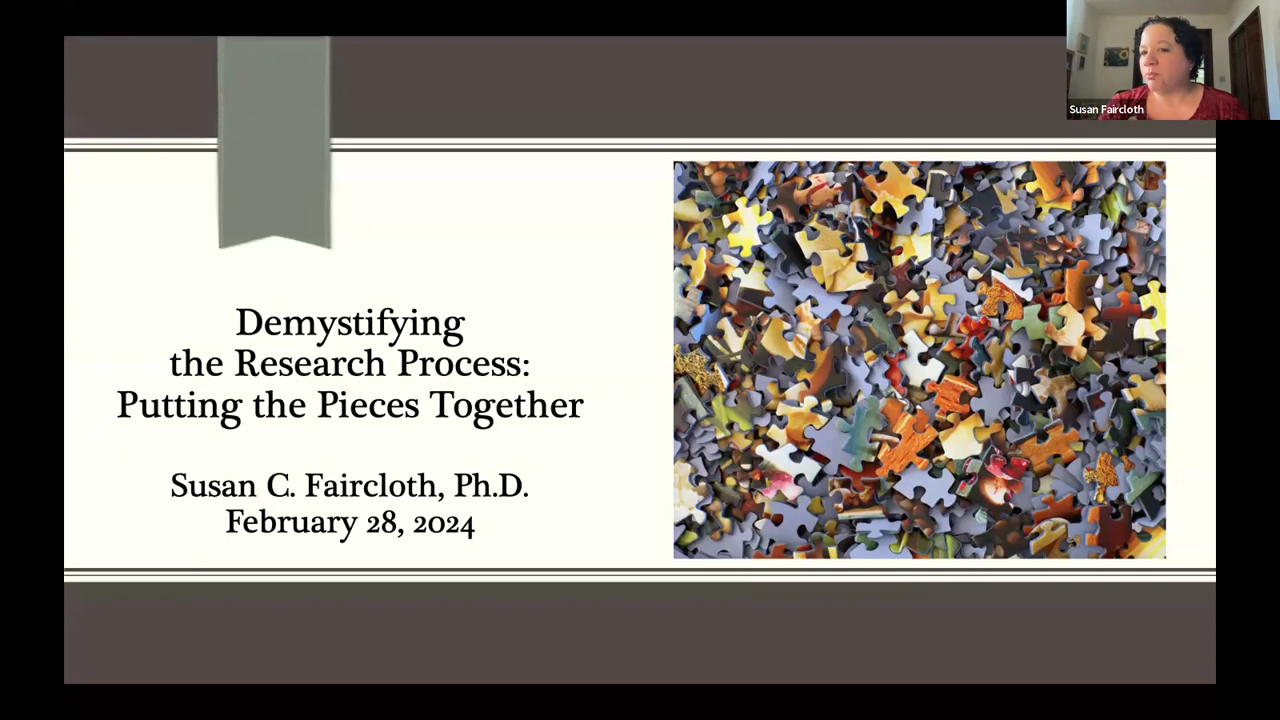 Demystifying
the Research Process:
Putting the Pieces Together
Susan C. Faircloth, Ph.D.
February 28, 2024
Susan Faircloth